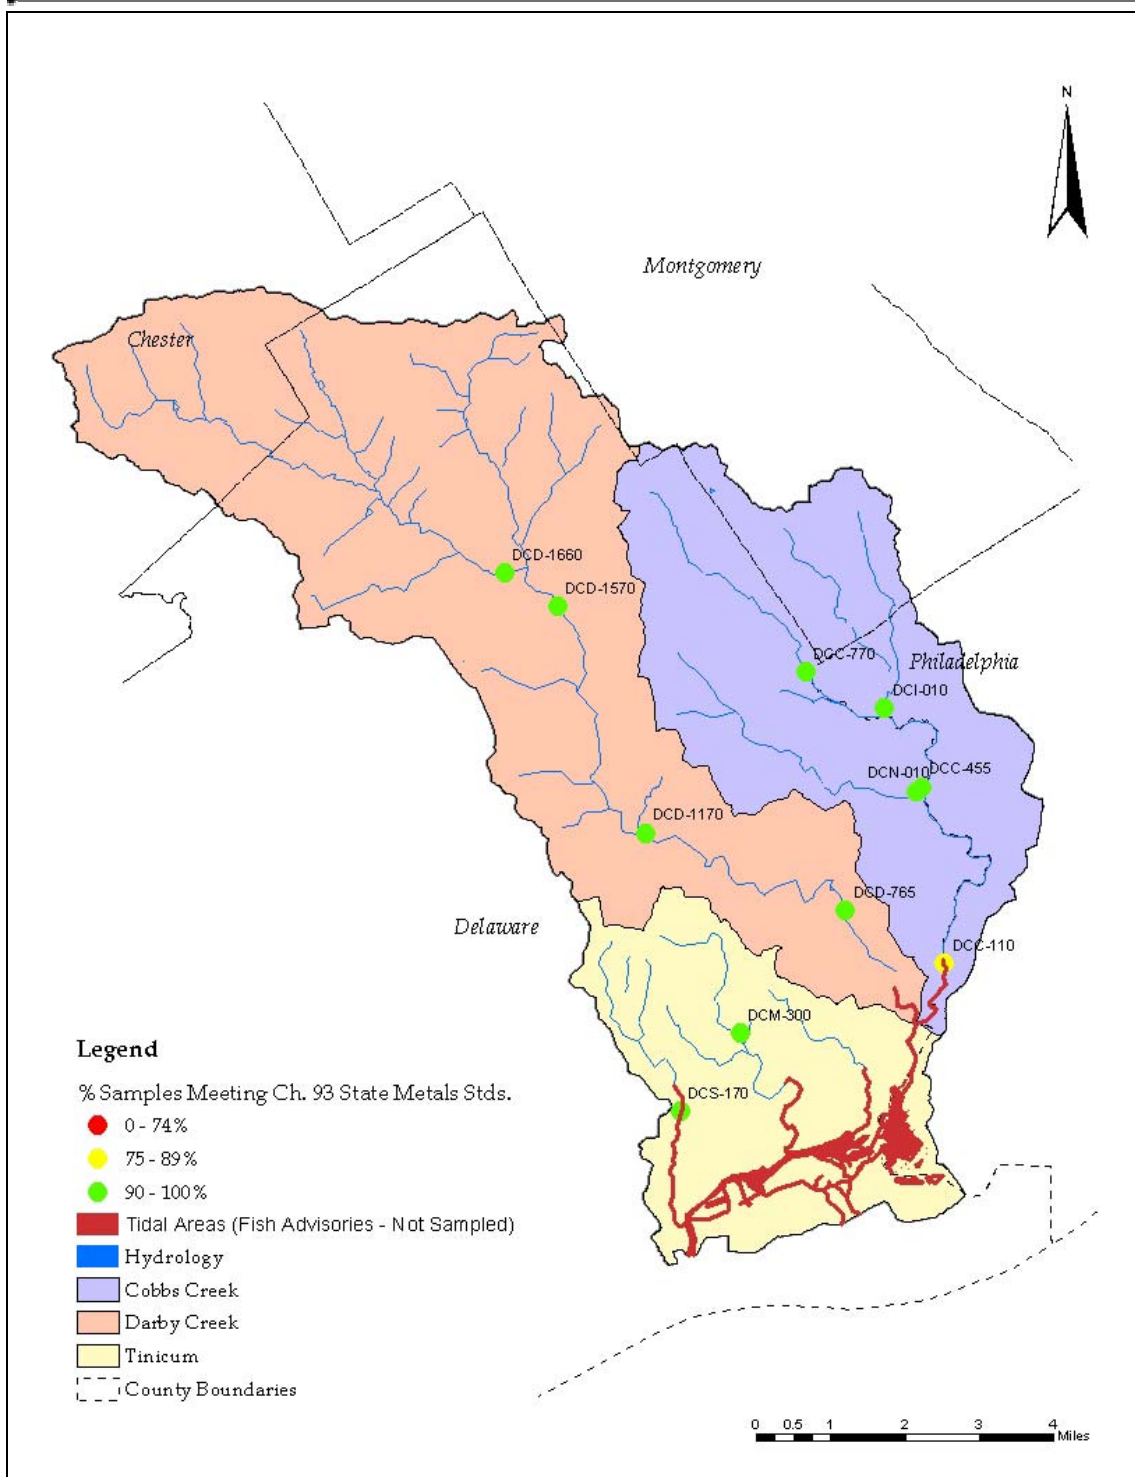 N
Montgomery
Chester
DCD-1660
DCD-1570
DCC-770
Philadelphia
DCI-010
DCN-010
DCC-455
DCD-1170
DCD-765
Delaware
DCC-110
DCM-300
DCS-170
Legend
% Samples Meeting Ch. 93 State Metals Stds.
0 - 74%
75 - 89%
90 - 100%
Tidal Areas (Fish Advisories - Not Sampled)
Hydrology
Cobbs Creek
Darby Creek
Tinicum
County Boundaries
0 0.5 1 2 3 4
Miles